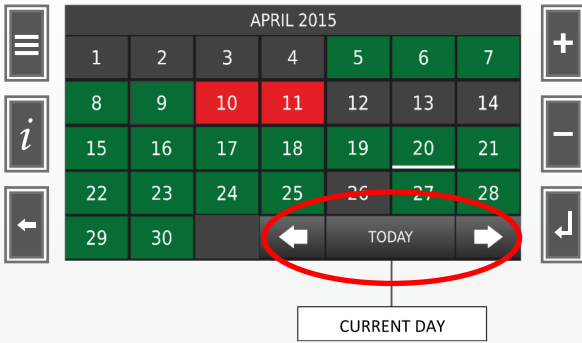 APRIL 2015
1 2 3 4 5 6 7
8 9 10 11 12 13 14
i
15 16 17 18 19 20 21
22 23 24 25 26 27 28
29 30 TODAY
CURRENT DAY